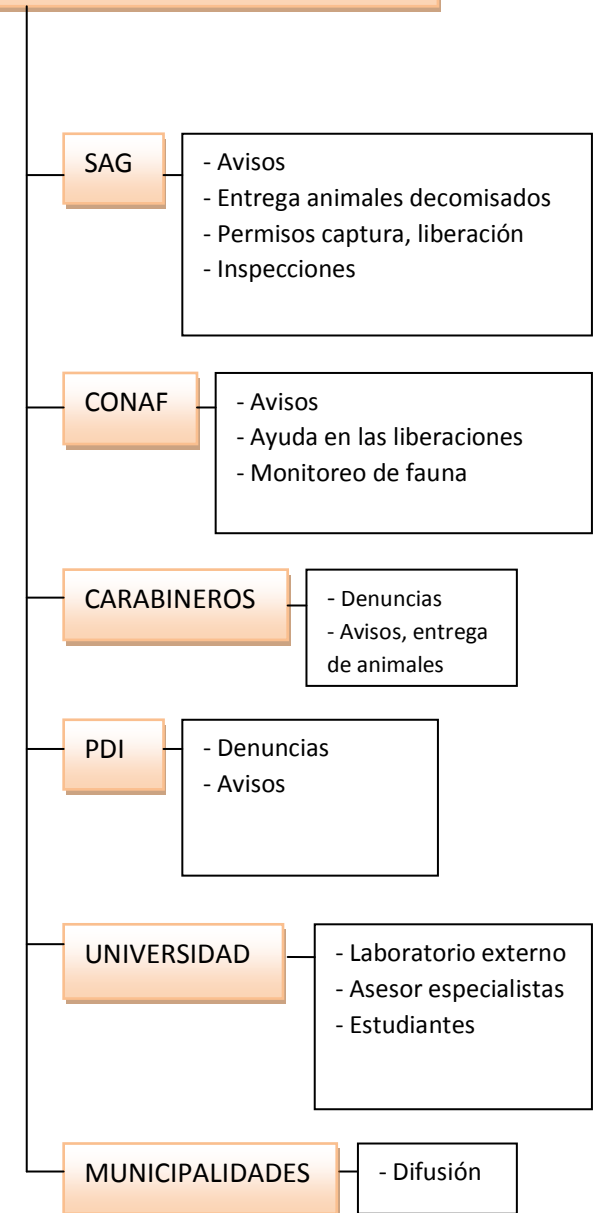 SAG
- Avisos
- Entrega animales decomisados
- Permisos captura, liberación
- Inspecciones
CONAF
- Avisos
- Ayuda en las liberaciones
- Monitoreo de fauna
CARABINEROS
- Denuncias
- Avisos, entrega
de animales
PDI
- Denuncias
- Avisos
UNIVERSIDAD
- Laboratorio externo
- Asesor especialistas
- Estudiantes
MUNICIPALIDADES
- Difusión